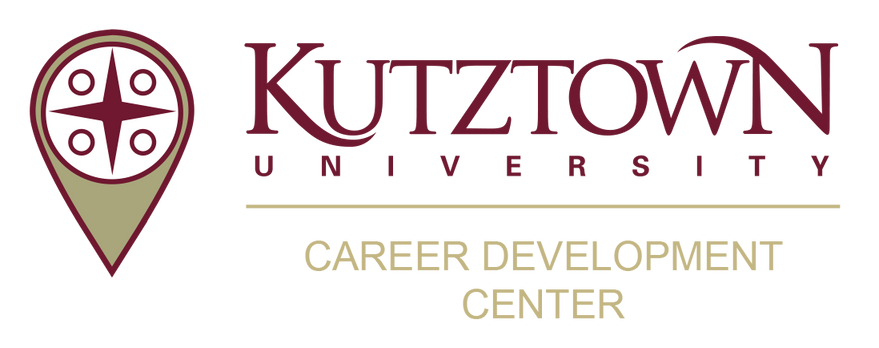 KUTZTOWN
UNIVERSITY
CAREER DEVELOPMENT
CENTER